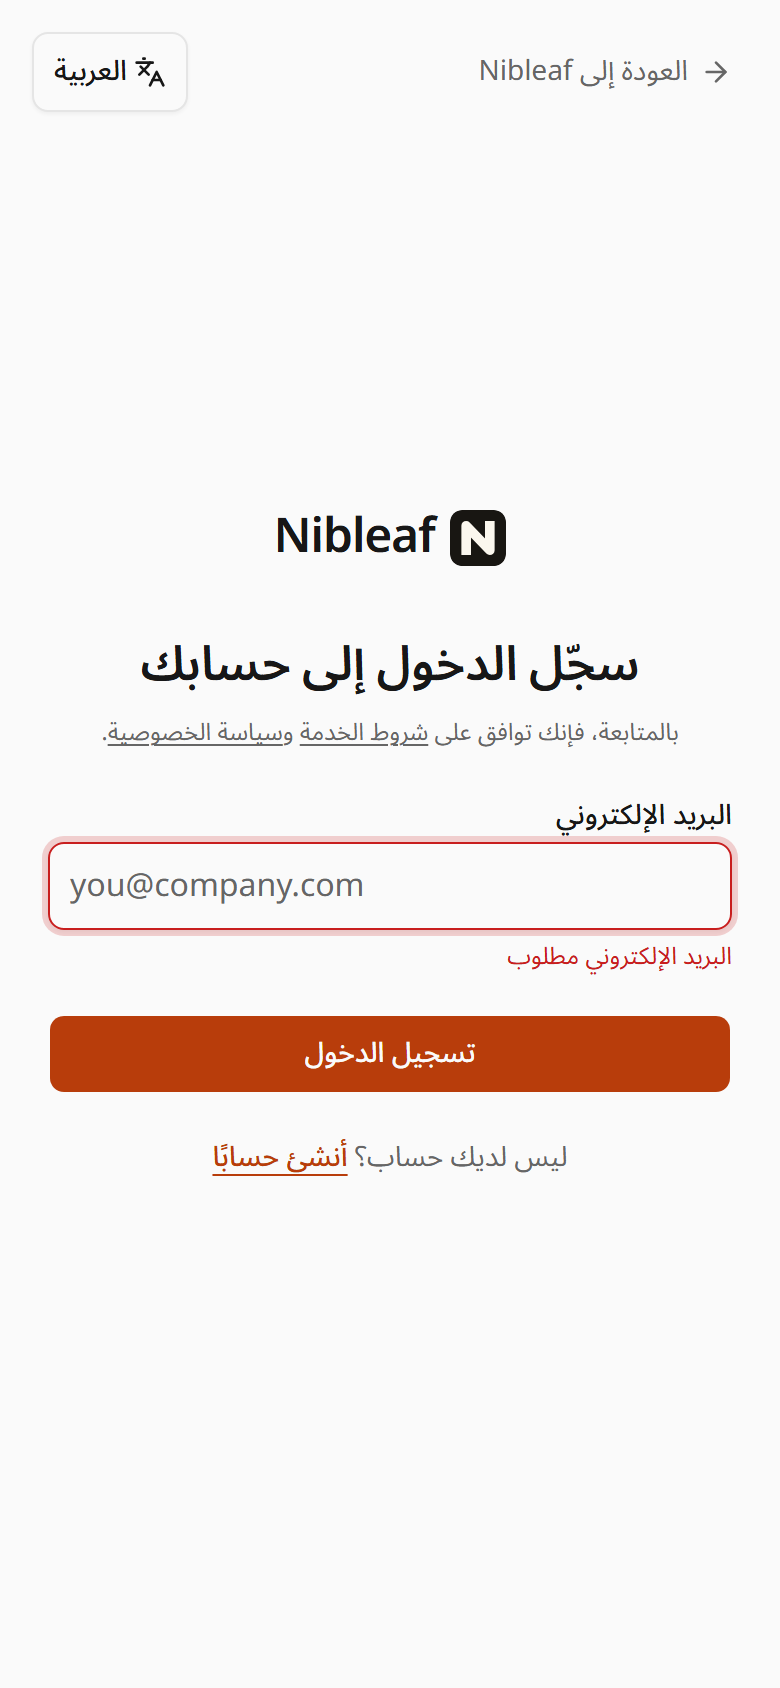 العودة إلى Nibleaf
العربية
Nibleaf
سجّل الدخول إلى حسابك
بالمتابعة، فإنك توافق على شروط الخدمة وسياسة الخصوصية.
البريد الإلكتروني
you@company.com
البريد الإلكتروني مطلوب
تسجيل الدخول
ليس لديك حساب؟ أنشئ حسابًا